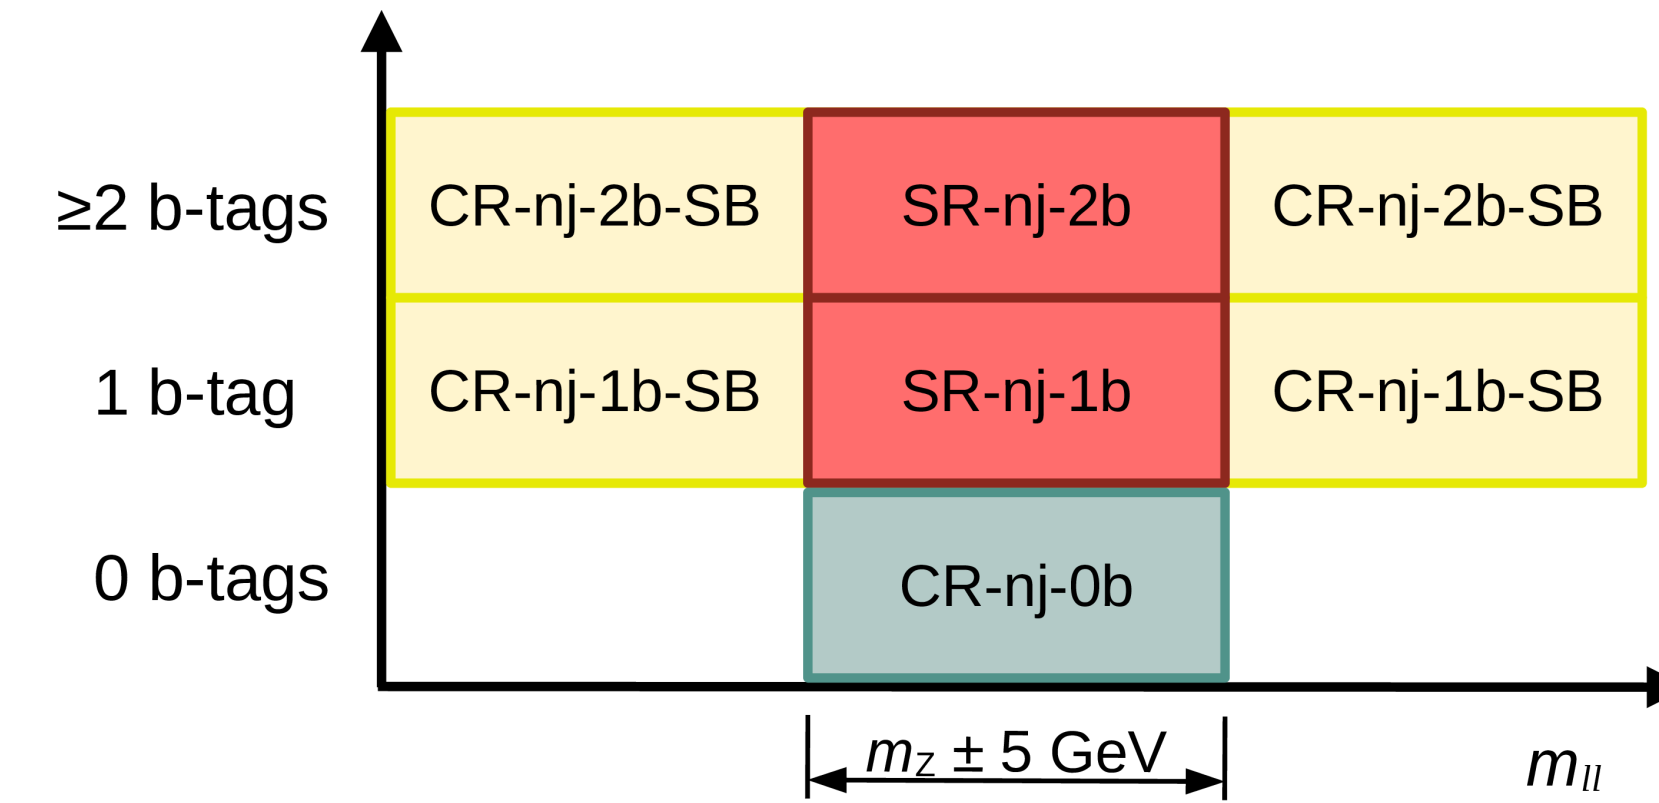 ≥2 b-tags CR-nj-2b-SB SR-nj-2b CR-nj-2b-SB
1 b-tag CR-nj-1b-SB SR-nj-1b CR-nj-1b-SB
0 b-tags CR-nj-0b
mZ ± 5 GeV
mll